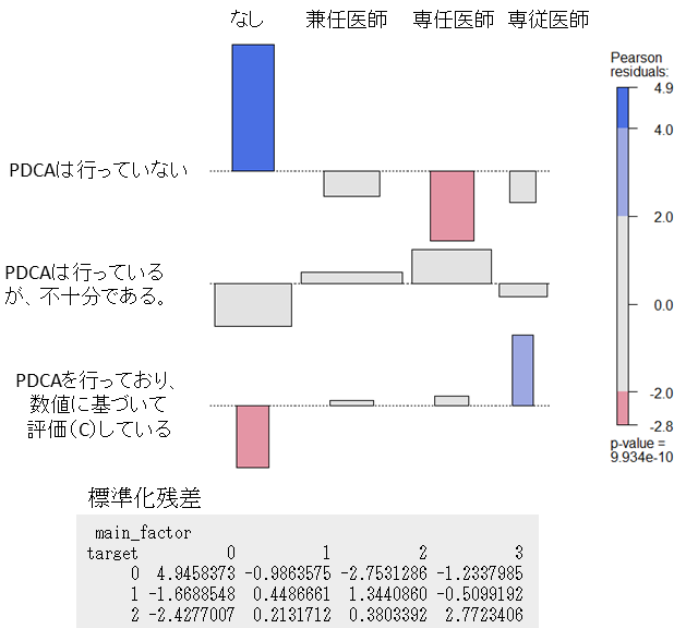 なし 兼任医師 専任医師 専従医師
Pearson
residuals:
4.9
4.0
2.0
0.0
-2.0
-2.8
p-value =
9.934e-10
PDCAは行っていない
PDCAは行っている
が、不十分である。
PDCAを行っており、
数値に基づいて
評価(C)している
標準化残差
main_factor
target 0 1 2 3
0 4.9458373 -0.9863575 -2.7531286 -1.2337985
1 -1.6688548 0.4486661 1.3440860 -0.5099192
2 -2.4277007 0.2131712 0.3803392 2.7723406